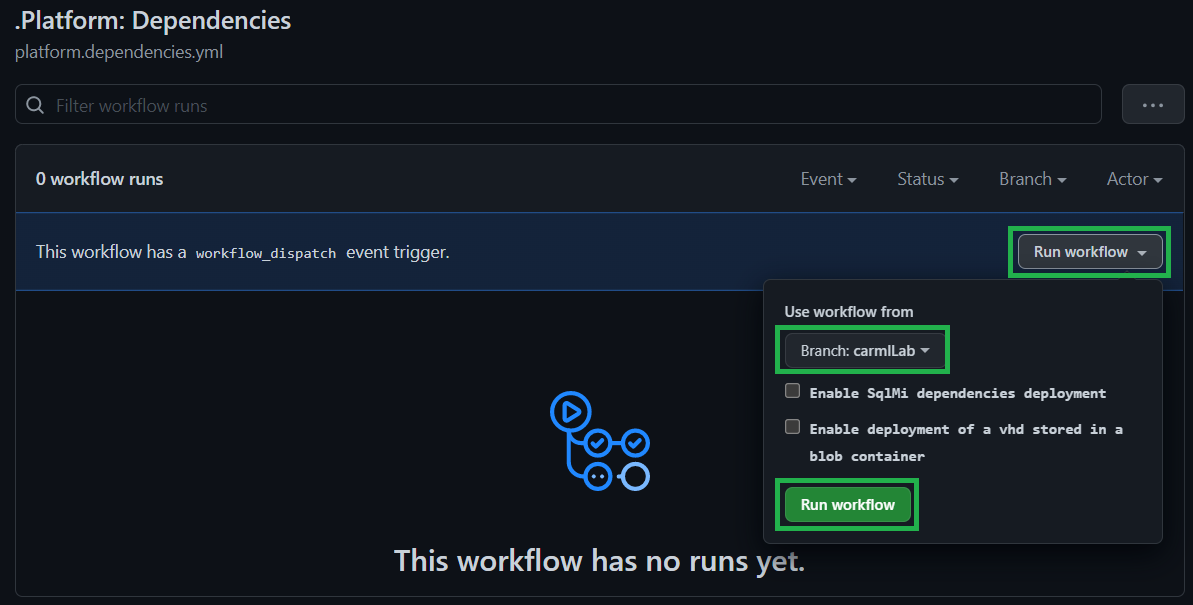 .Platform: Dependencies
platform.dependencies.yml
Filter workflow runs
0 workflow runs
Event
Status
Branch
Actor
This workflow has a workflow_dispatch event trigger.
Run workflow
Use workflow from
Branch: carmlLab
Enable SqlMi dependencies deployment
Enable deployment of a vhd stored in a
blob container
Run workflow
This workflow has no runs yet.